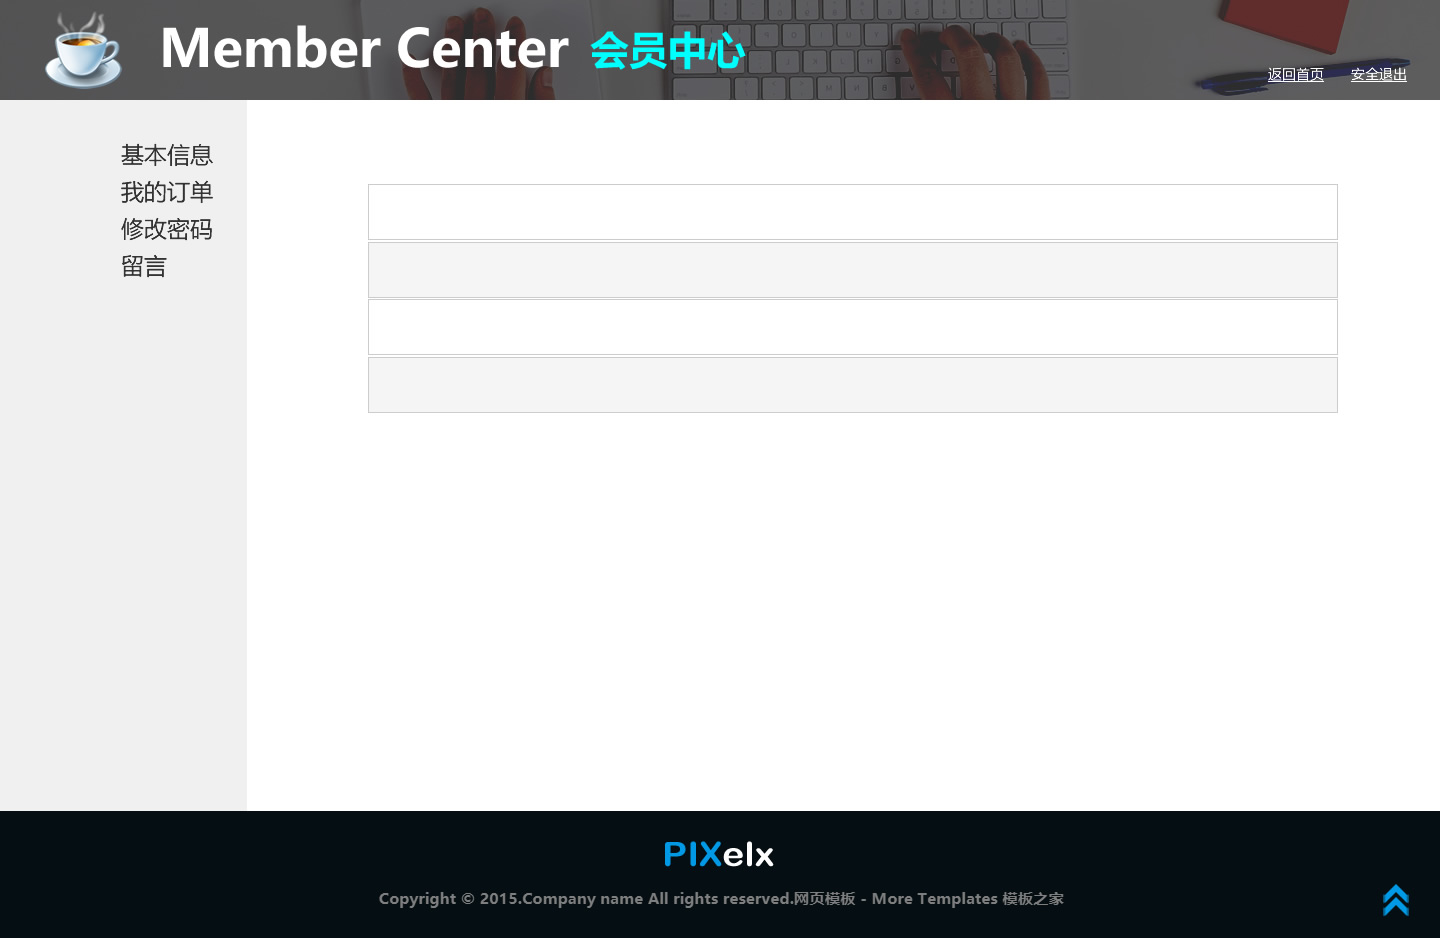 Member Center 会员中心
返回首页 安全退出
基本信息
我的订单
修改密码
留言
PIXelx
Copyright © 2015.Company name All rights reserved.网页模板 - More Templates 模板之家